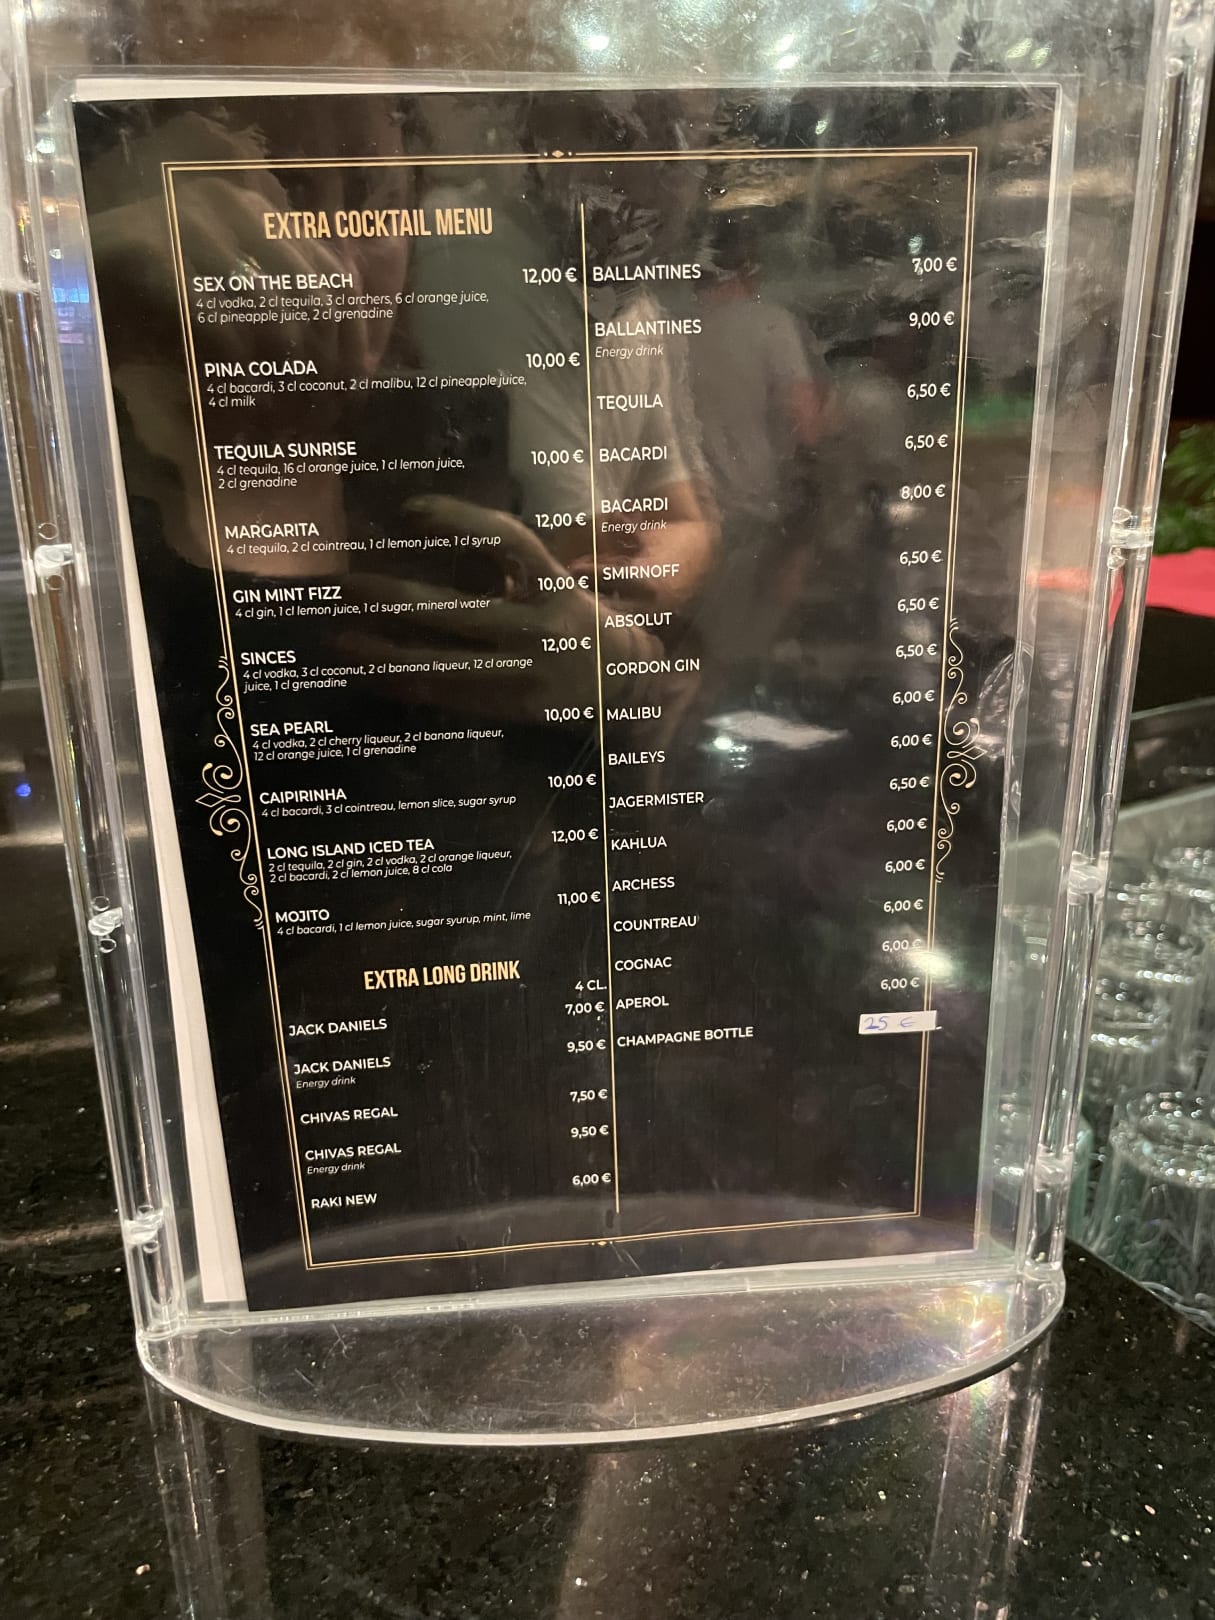 EXTRA COCKTAIL MENU
SEX ON THE BEACH 12,00 €
4 cl vodka, 2 cl tequila, 3 cl archers, 6 cl orange juice,
6 cl pineapple juice, 2 cl grenadine
PINA COLADA 10,00 €
4 cl bacardi, 3 cl coconut, 2 cl malibu, 12 cl pineapple juice,
4 cl milk
TEQUILA SUNRISE 10,00 €
4 cl tequila, 16 cl orange juice, 1 cl lemon juice,
2 cl grenadine
MARGARITA 12,00 €
4 cl tequila, 2 cl cointreau, 1 cl lemon juice, 1 cl syrup
GIN MINT FIZZ 10,00 €
4 cl gin, 1 cl lemon juice, 1 cl sugar, mineral water
SINCES 12,00 €
4 cl vodka, 3 cl coconut, 2 cl banana liqueur, 12 cl orange
juice, 1 cl grenadine
SEA PEARL 10,00 €
4 cl vodka, 2 cl cherry liqueur, 2 cl banana liqueur,
12 cl orange juice, 1 cl grenadine
CAIPIRINHA 10,00 €
4 cl bacardi, 3 cl cointreau, lemon slice, sugar syrup
LONG ISLAND ICED TEA 12,00 €
2 cl tequila, 2 cl gin, 2 cl vodka, 2 cl orange liqueur,
2 cl bacardi, 2 cl lemon juice, 8 cl cola
MOJITO 11,00 €
4 cl bacardi, 1 cl lemon juice, sugar syurup, mint, lime
EXTRA LONG DRINK
4 CL.
JACK DANIELS 7,00 €
JACK DANIELS 9,50 €
Energy drink
CHIVAS REGAL 7,50 €
CHIVAS REGAL 9,50 €
Energy drink
RAKI NEW 6,00 €
BALLANTINES 7,00 €
BALLANTINES 9,00 €
Energy drink
TEQUILA 6,50 €
BACARDI 6,50 €
BACARDI 8,00 €
Energy drink
SMIRNOFF 6,50 €
ABSOLUT 6,50 €
GORDON GIN 6,50 €
MALIBU 6,00 €
BAILEYS 6,00 €
JAGERMISTER 6,50 €
KAHLUA 6,00 €
ARCHESS 6,00 €
COUNTREAU 6,00 €
COGNAC 6,00 €
APEROL 6,00 €
CHAMPAGNE BOTTLE 25 €